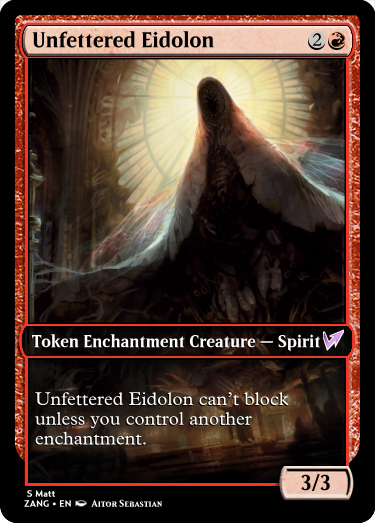 Unfettered Eidolon 2
Token Enchantment Creature — Spirit
Unfettered Eidolon can't block
unless you control another
enchantment.
3/3
S Matt
ZANG • EN Aitor Sebastian